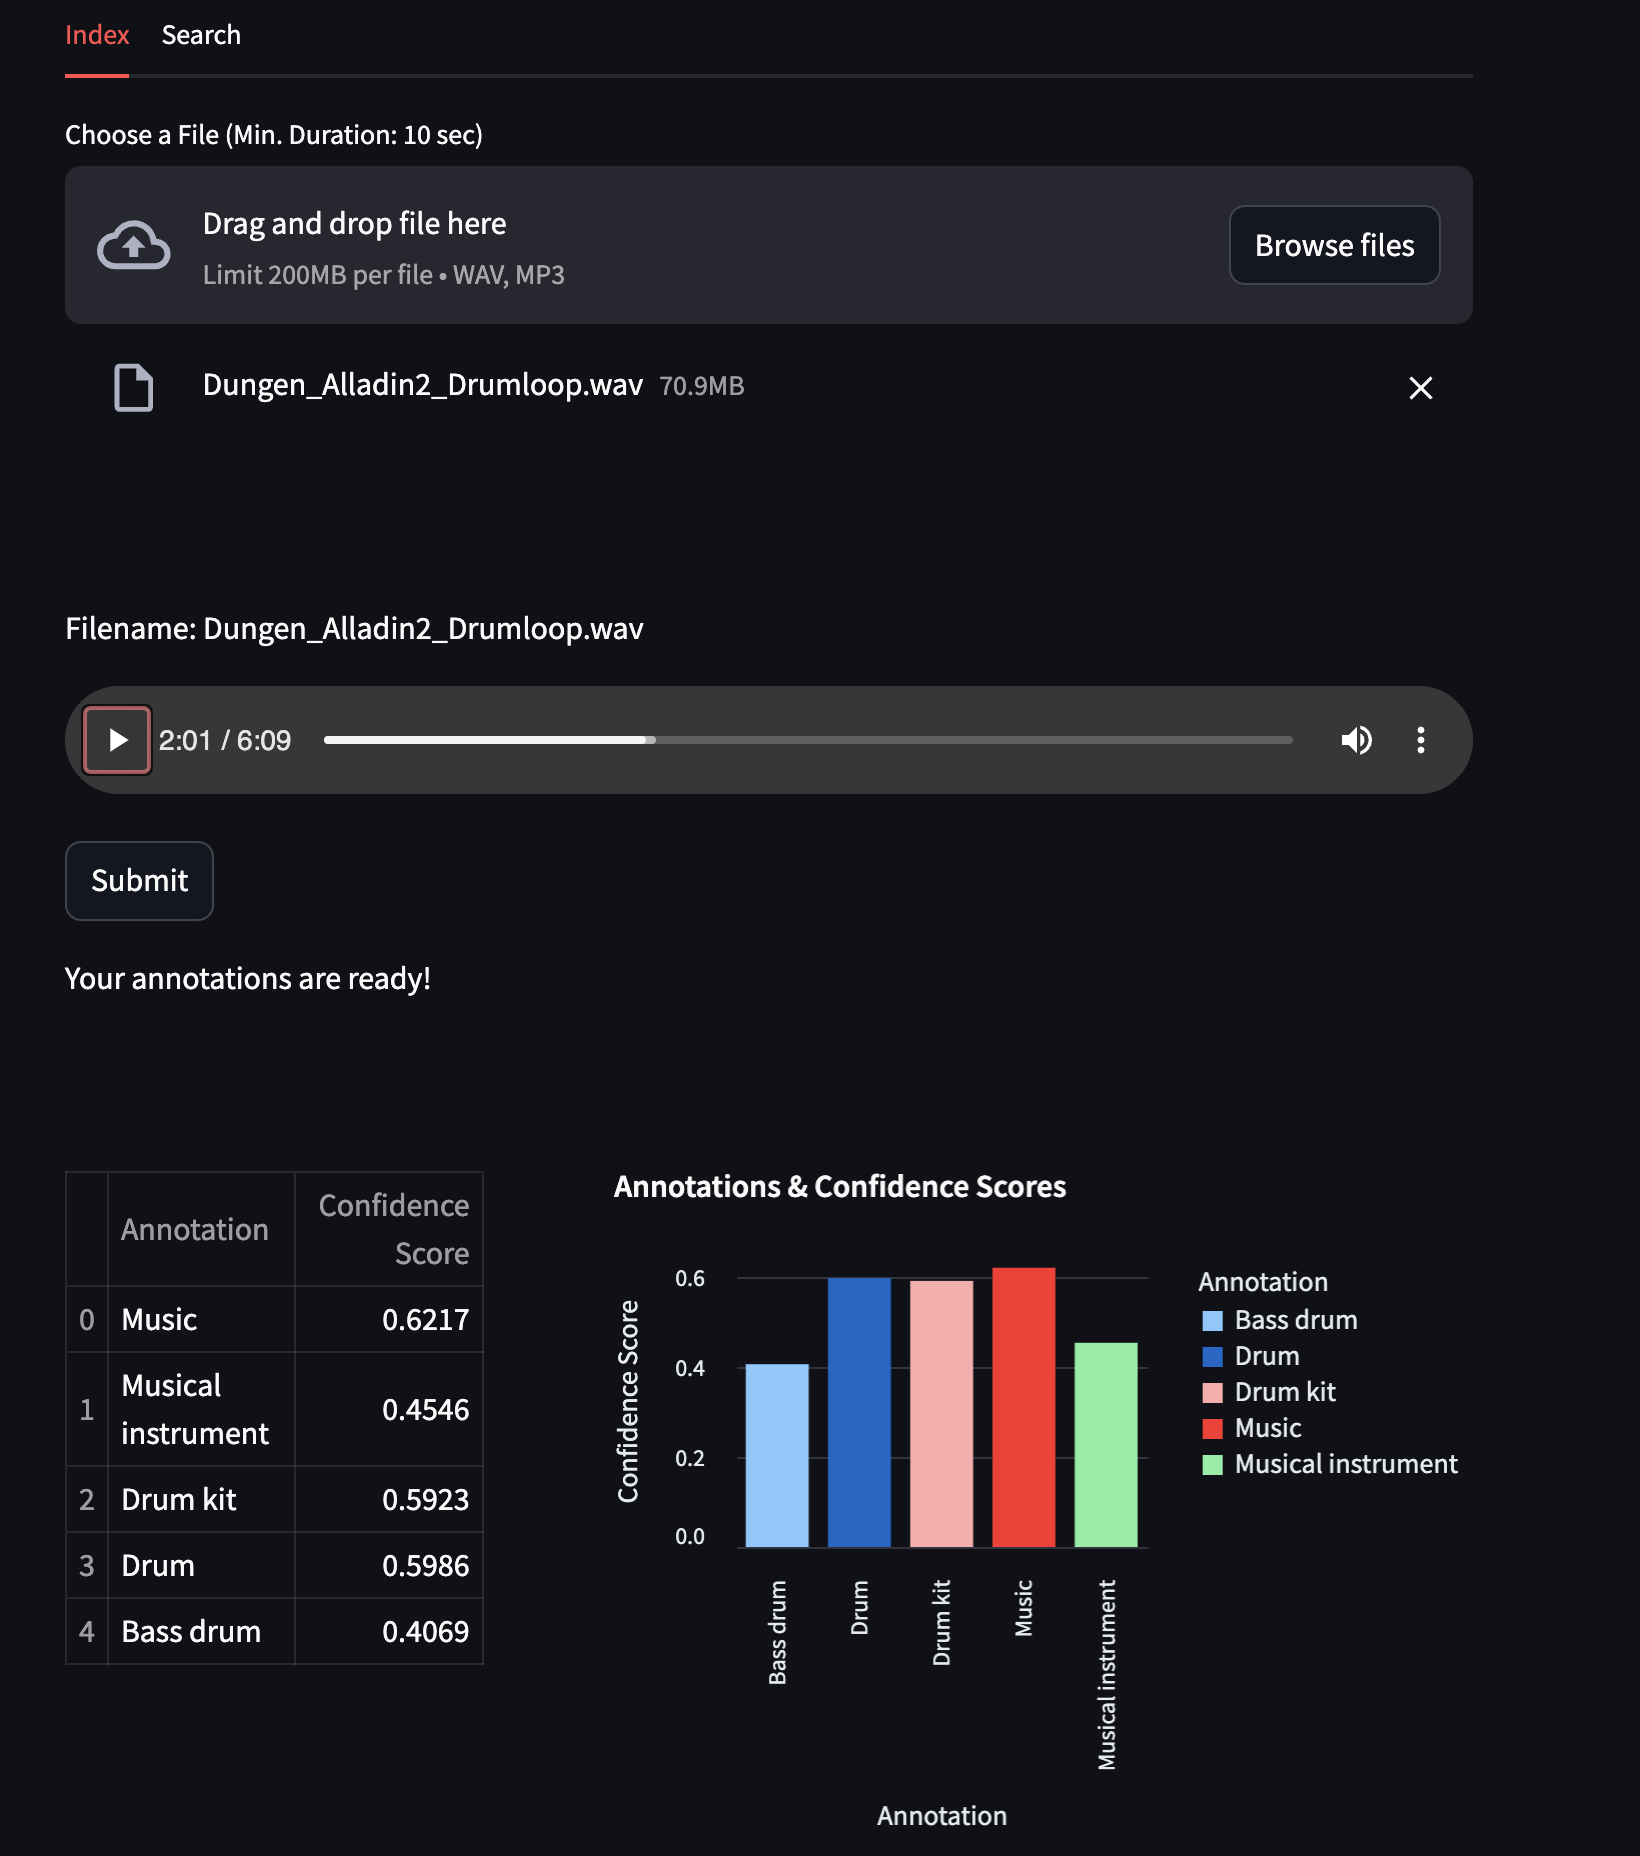 Index Search
Choose a File (Min. Duration: 10 sec)
Drag and drop file here
Limit 200MB per file • WAV, MP3
Browse files
Dungen_Alladin2_Drumloop.wav 70.9MB
Filename: Dungen_Alladin2_Drumloop.wav
2:01 / 6:09
Submit
Your annotations are ready!
Annotation Confidence Score
0 Music 0.6217
1 Musical instrument 0.4546
2 Drum kit 0.5923
3 Drum 0.5986
4 Bass drum 0.4069
Annotations & Confidence Scores
Confidence Score
0.6
0.4
0.2
0.0
Bass drum
Drum
Drum kit
Music
Musical instrument
Annotation
Annotation
Bass drum
Drum
Drum kit
Music
Musical instrument